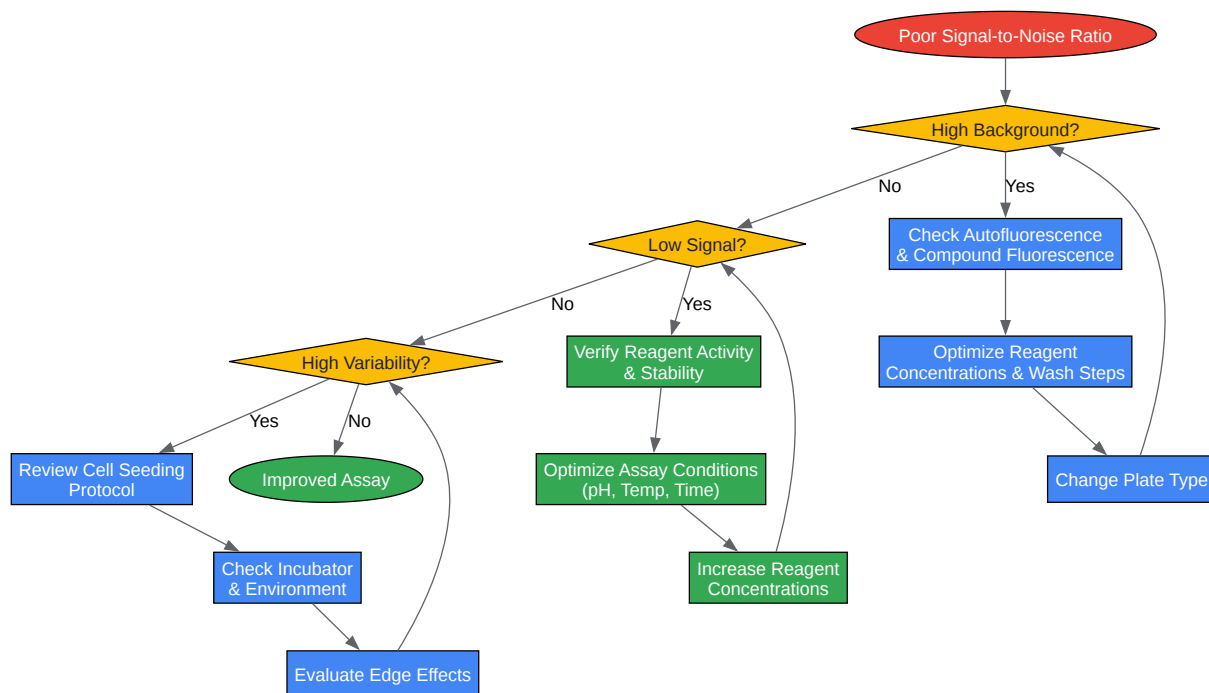 Poor Signal-to-Noise Ratio
High Background?
No
Yes
Low Signal?
Check Autofluorescence
& Compound Fluorescence
No
Yes
High Variability?
Verify Reagent Activity
& Stability
Optimize Reagent
Concentrations & Wash Steps
Yes
No
Review Cell Seeding
Protocol
Improved Assay
Optimize Assay Conditions
(pH, Temp, Time)
Change Plate Type
Check Incubator
& Environment
Increase Reagent
Concentrations
Evaluate Edge Effects